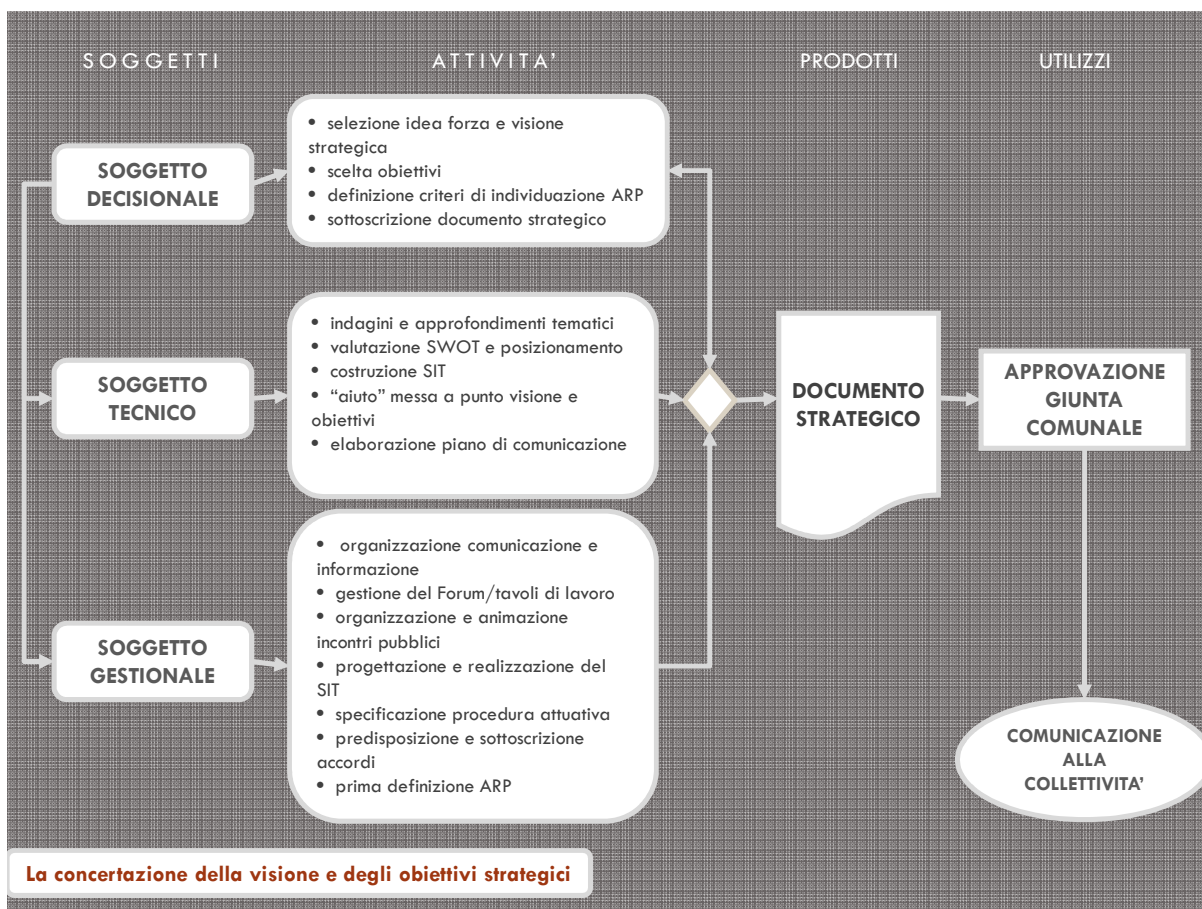 SOGGETTI
ATTIVITA’
PRODOTTI
UTILIZZI
SOGGETTO
DECISIONALE
• selezione idea forza e visione
strategica
• scelta obiettivi
• definizione criteri di individuazione ARP
• sottoscrizione documento strategico
SOGGETTO
TECNICO
• indagini e approfondimenti tematici
• valutazione SWOT e posizionamento
• costruzione SIT
• “aiuto” messa a punto visione e
obiettivi
• elaborazione piano di comunicazione
DOCUMENTO
STRATEGICO
APPROVAZIONE
GIUNTA
COMUNALE
SOGGETTO
GESTIONALE
• organizzazione comunicazione e
informazione
• gestione del Forum/tavoli di lavoro
• organizzazione e animazione
incontri pubblici
• progettazione e realizzazione del
SIT
• specificazione procedura attuativa
• predisposizione e sottoscrizione
accordi
• prima definizione ARP
COMUNICAZIONE
ALLA
COLLETTIVITA’
La concertazione della visione e degli obiettivi strategici